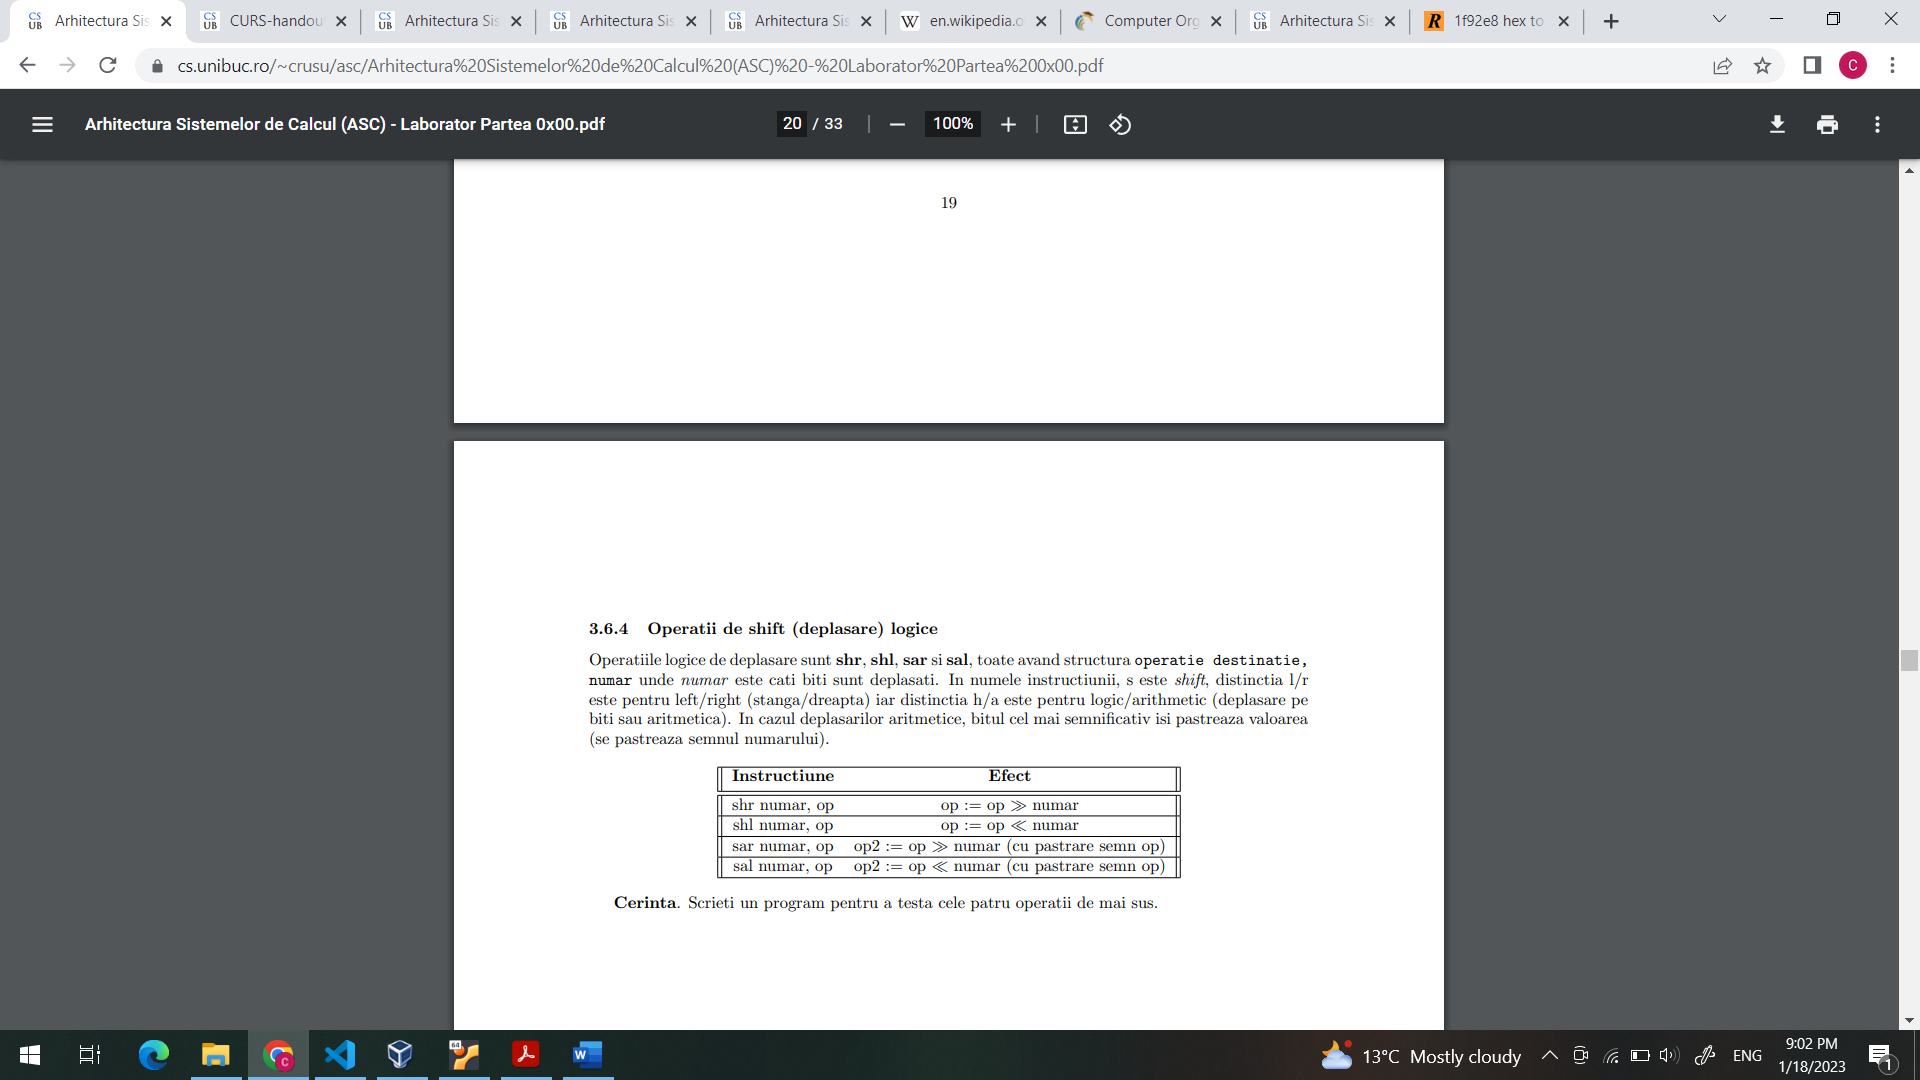 Arhitectura Sis
CURS-handou
Arhitectura Sis
Arhitectura Sis
Arhitectura Sis
en.wikipedia.o
Computer Org
Arhitectura Sis
1f92e8 hex to
cs.unibuc.ro/~crusu/asc/Arhitectura%20Sistemelor%20de%20Calcul%20(ASC)%20-%20Laborator%20Partea%200x00.pdf
C
Arhitectura Sistemelor de Calcul (ASC) - Laborator Partea 0x00.pdf
20 / 33
100%
19
3.6.4 Operatii de shift (deplasare) logice
Operatiile logice de deplasare sunt shr, shl, sar si sal, toate avand structura operatie destinatie,
numar unde numar este cati biti sunt deplasati. In numele instructiunii, s este shift, distinctia l/r
este pentru left/right (stanga/dreapta) iar distinctia h/a este pentru logic/arithmetic (deplasare pe
biti sau aritmetica). In cazul deplasarilor aritmetice, bitul cel mai semnificativ isi pastreaza valoarea
(se pastreaza semnul numarului).
Instructiune Efect
shr numar, op op := op ≫ numar
shl numar, op op := op ≪ numar
sar numar, op op2 := op ≫ numar (cu pastrare semn op)
sal numar, op op2 := op ≪ numar (cu pastrare semn op)
Cerinta. Scrieti un program pentru a testa cele patru operatii de mai sus.
13°C Mostly cloudy
ENG
9:02 PM
1/18/2023
1